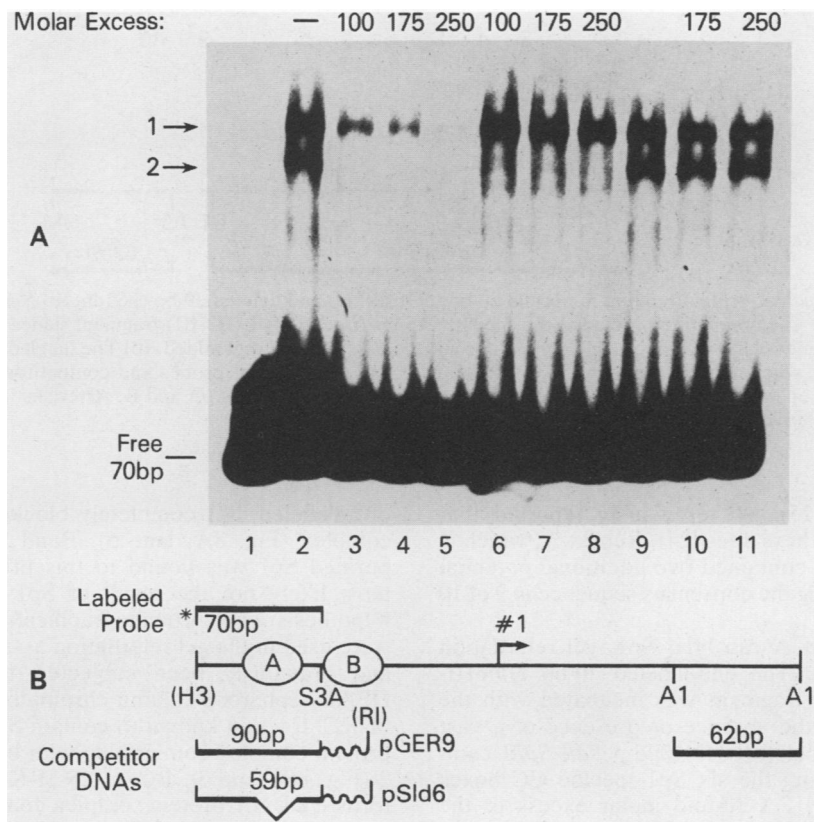 Molar Excess: — 100 175 250 100 175 250 175 250
1
2
A
Free
70bp
1 2 3 4 5 6 7 8 9 10 11
Labeled
Probe
* 70bp
A
B
#1
B
(H3)
S3A
(RI)
A1
A1
90bp
pGER9
62bp
Competitor
DNAs
59bp
pSld6